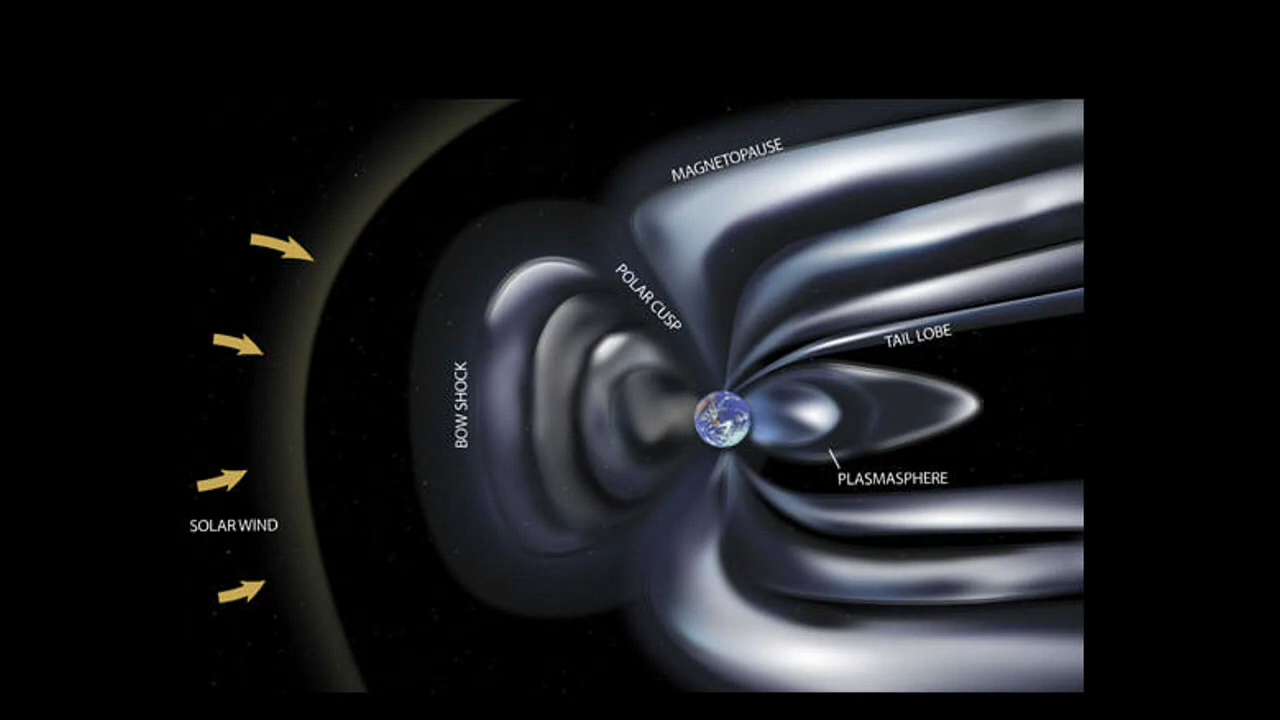 MAGNETOPAUSE
POLAR CUSP
TAIL LOBE
BOW SHOCK
PLASMASPHERE
SOLAR WIND